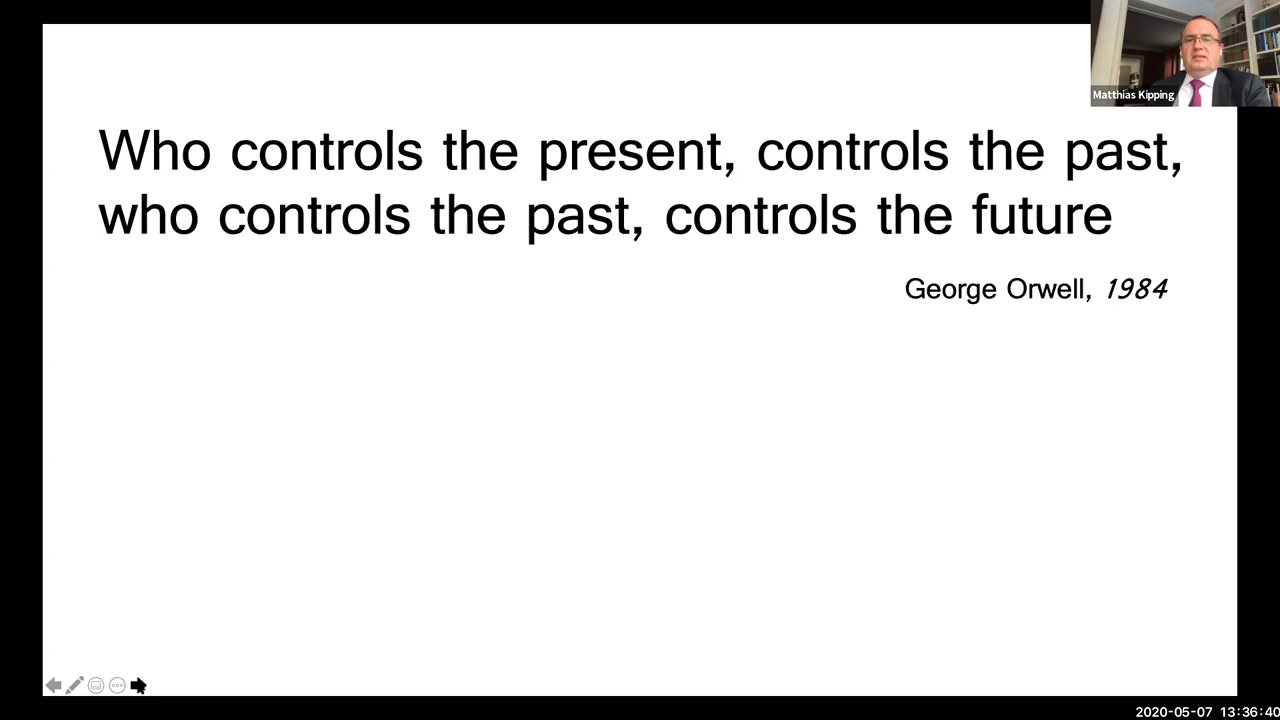 Matthias Kipping
Who controls the present, controls the past,
who controls the past, controls the future
George Orwell, 1984
2020-05-07 13:36:40